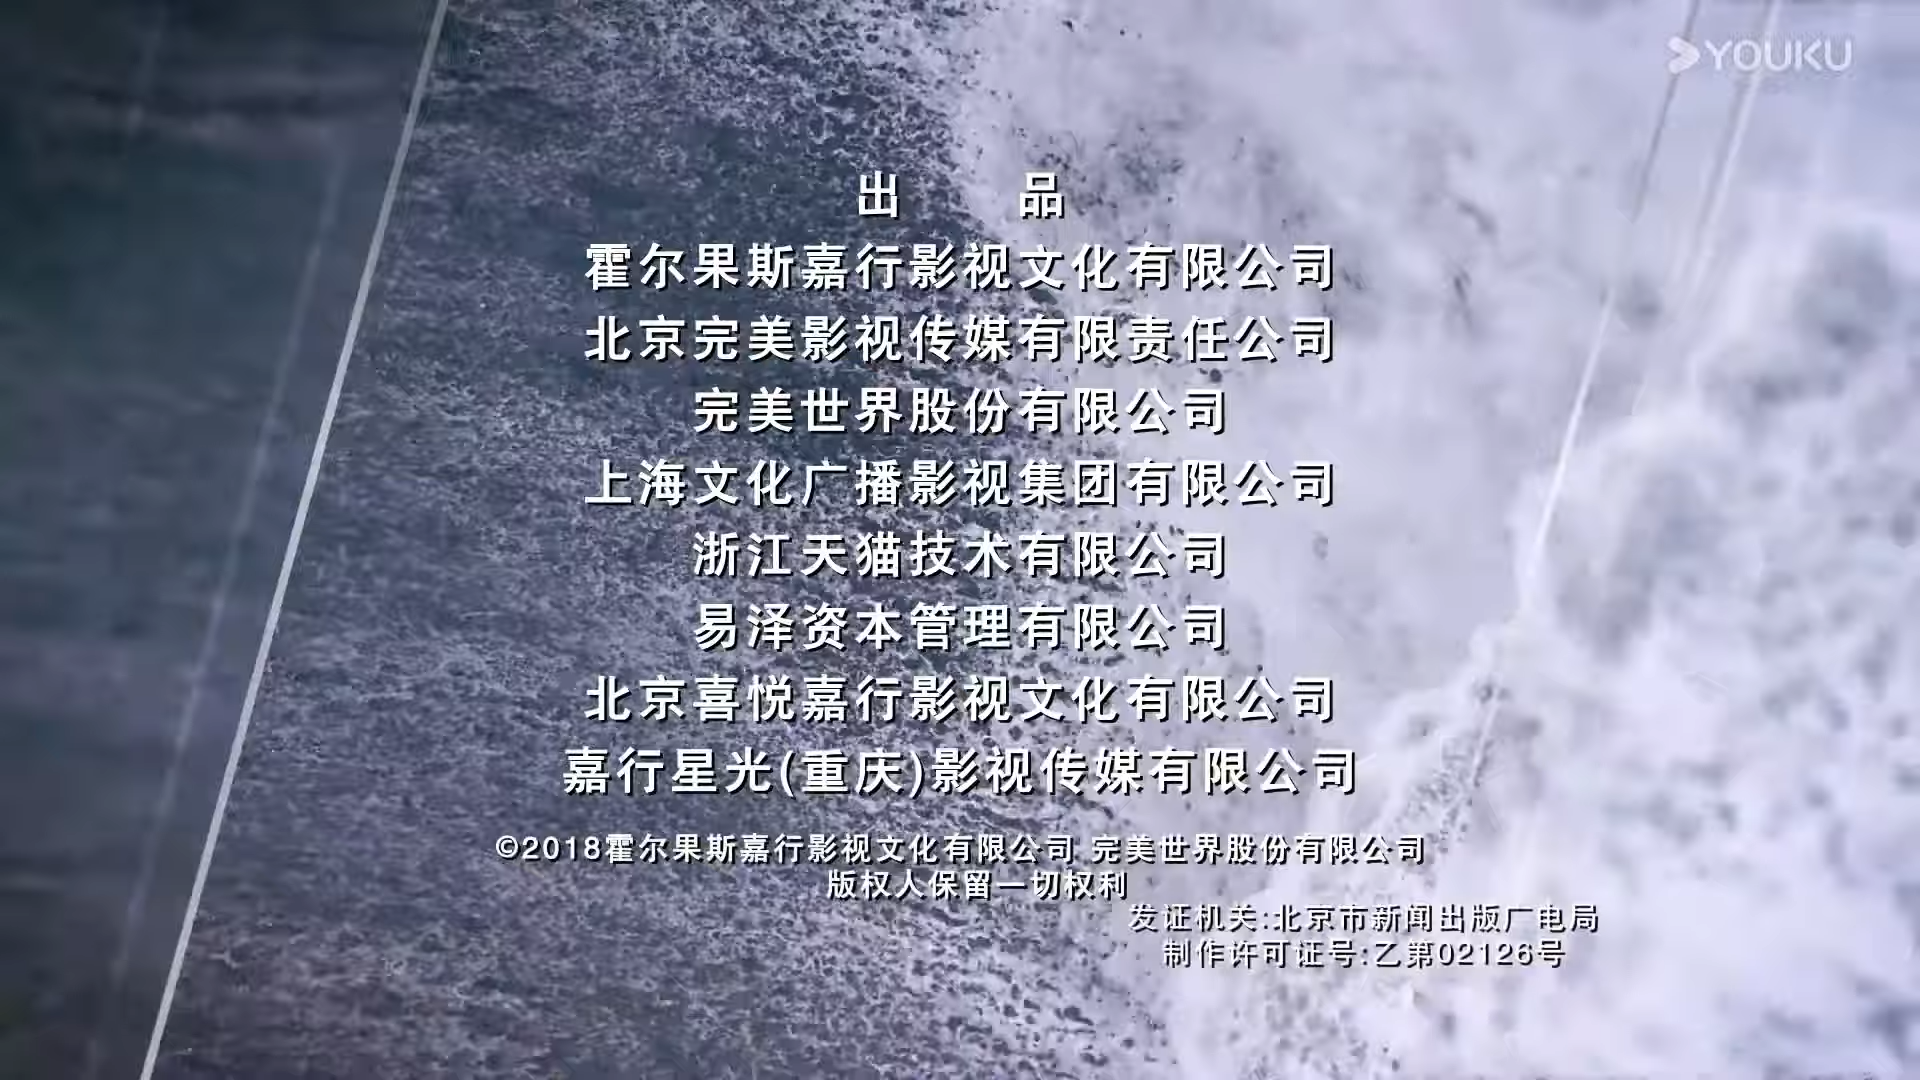 YOUKU
出 品
霍尔果斯嘉行影视文化有限公司
北京完美影视传媒有限责任公司
完美世界股份有限公司
上海文化广播影视集团有限公司
浙江天猫技术有限公司
易泽资本管理有限公司
北京喜悦嘉行影视文化有限公司
嘉行星光(重庆)影视传媒有限公司
©2018霍尔果斯嘉行影视文化有限公司 完美世界股份有限公司
版权人保留一切权利
发证机关:北京市新闻出版广电局
制作许可证号:乙第02126号